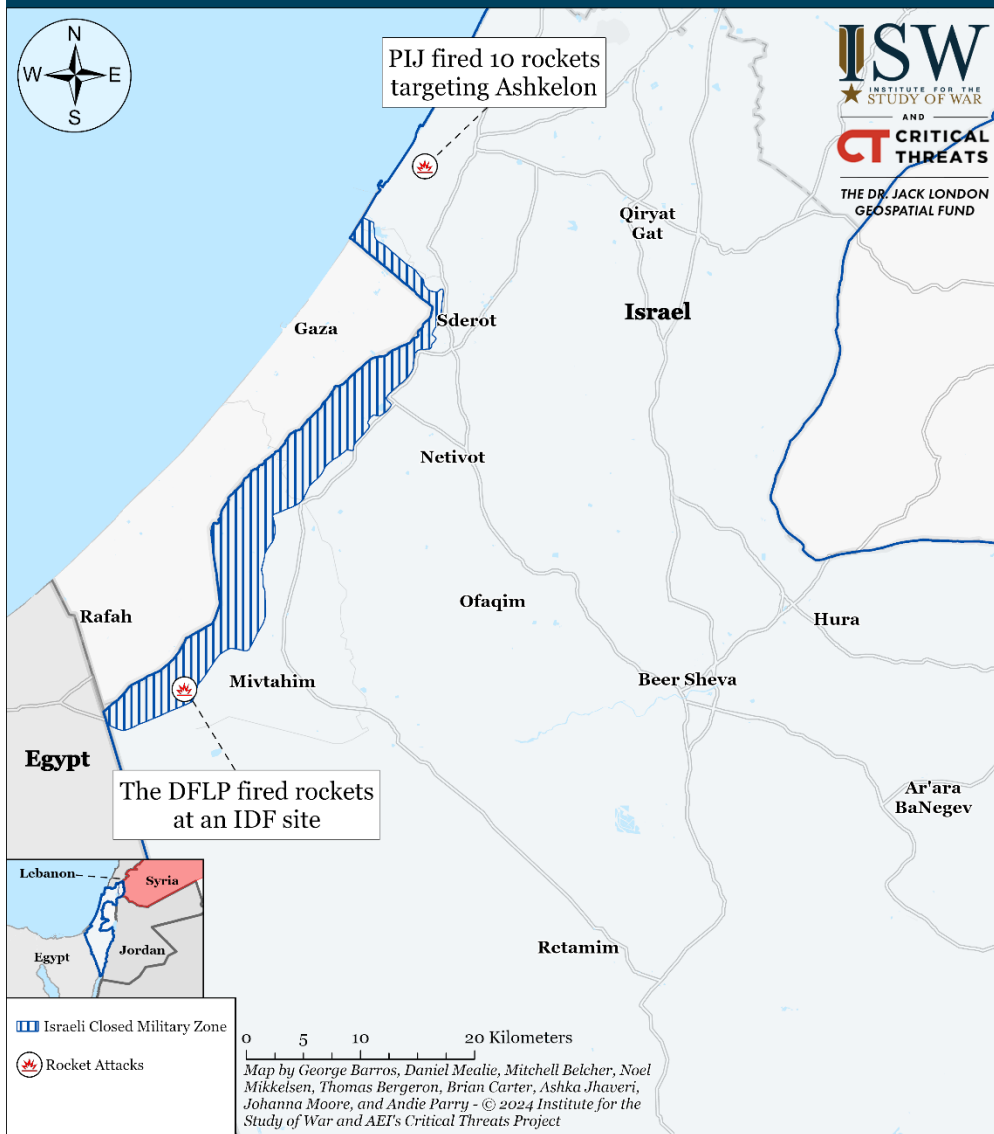 N
W
E
S
PIJ fired 10 rockets
targeting Ashkelon
ISW
INSTITUTE FOR THE
STUDY OF WAR
AND
CT CRITICAL
THREATS
THE DR. JACK LONDON
GEOSPATIAL FUND
Qiryat
Gat
Israel
Gaza
Sderot
Netivot
Ofaqim
Hura
Rafah
Mivtahim
Beer Sheva
Egypt
The DFLP fired rockets
at an IDF site
Ar'ara
BaNegev
Lebanon
Syria
Egypt
Jordan
Retamim
Israeli Closed Military Zone
Rocket Attacks
0 5 10 20 Kilometers
Map by George Barros, Daniel Mealie, Mitchell Belcher, Noel
Mikkelsen, Thomas Bergeron, Brian Carter, Ashka Jhaveri,
Johanna Moore, and Andie Parry - © 2024 Institute for the
Study of War and AEI's Critical Threats Project